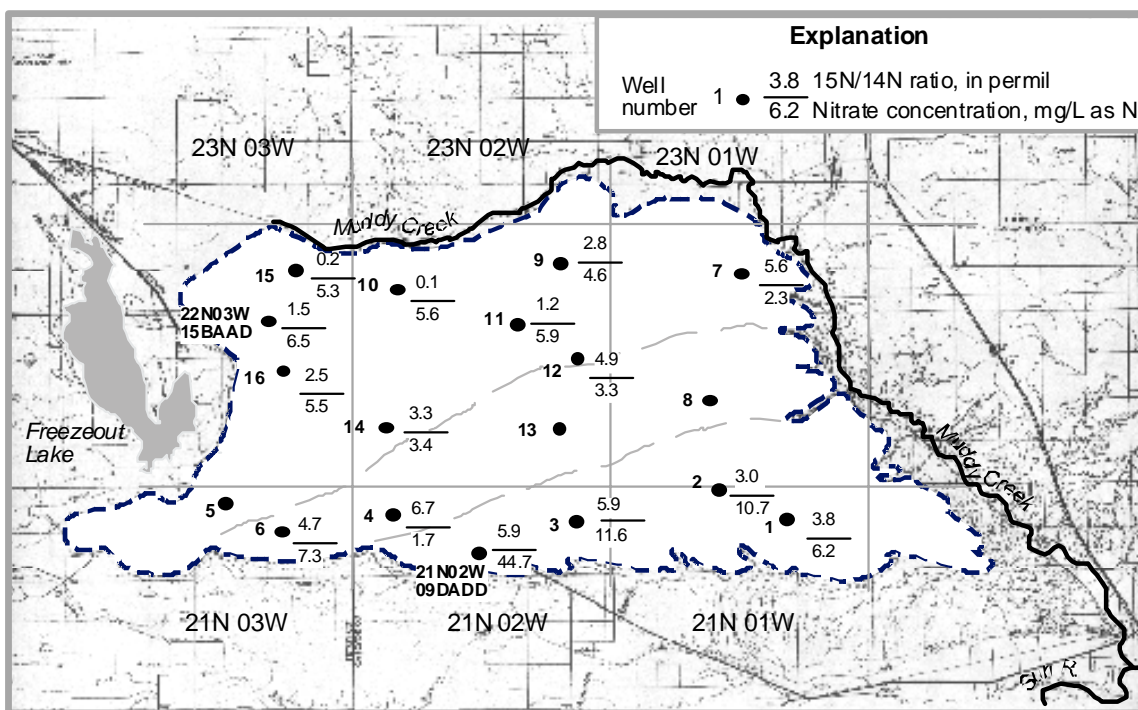 Explanation
Well number 1 3.8 15N/14N ratio, in permil
6.2 Nitrate concentration, mg/L as N
23N 03W
23N 02W
23N 01W
Muddy Creek
15 0.2
5.3
10 0.1
5.6
9 2.8
4.6
7 5.6
2.3
22N03W
15BAAD
1.5
6.5
11 1.2
5.9
16 2.5
5.5
12 4.9
3.3
8
14 3.3
3.4
13
Freezeout
Lake
Muddy Creek
5
6 4.7
7.3
4 6.7
1.7
21N02W
09DADD
5.9
44.7
3 5.9
11.6
2 3.0
10.7
1 3.8
6.2
21N 03W
21N 02W
21N 01W
Sun R.